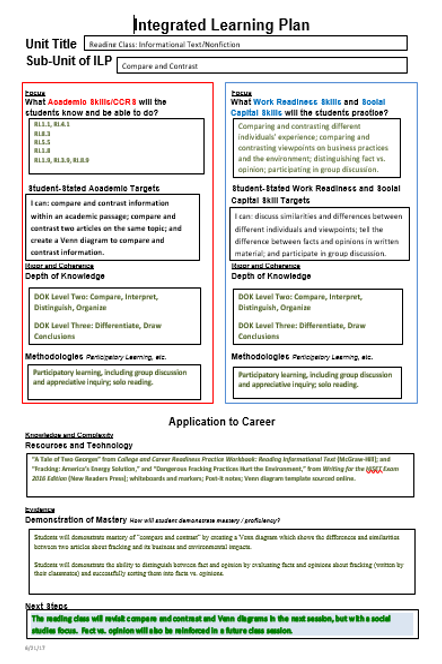 Integrated Learning Plan
Unit Title
Reading Class: Informational Text/Nonfiction
Sub-Unit of ILP
Compare and Contrast
Focus
What Academic Skills/CCRS will the
students know and be able to do?
RI.1.1, RI.4.1
RI.8.3
RI.5.5
RI.1.8
RI.1.9, RI.3.9, RI.8.9
Student-Stated Academic Targets
I can: compare and contrast information
within an academic passage; compare and
contrast two articles on the same topic; and
create a Venn diagram to compare and
contrast information.
Rigor and Coherence
Depth of Knowledge
DOK Level Two: Compare, Interpret,
Distinguish, Organize
DOK Level Three: Differentiate, Draw
Conclusions
Methodologies Participatory Learning, etc.
Participatory learning, including group discussion
and appreciative inquiry; solo reading.
Focus
What Work Readiness Skills and Social
Capital Skills will the students practice?
Comparing and contrasting different
individuals' experience; comparing and
contrasting viewpoints on business practices
and the environment; distinguishing fact vs.
opinion; participating in group discussion.
Student-Stated Work Readiness and Social
Capital Skill Targets
I can: discuss similarities and differences between
different individuals and viewpoints; tell the
difference between facts and opinions in written
material; and participate in group discussion.
Rigor and Coherence
Depth of Knowledge
DOK Level Two: Compare, Interpret,
Distinguish, Organize
DOK Level Three: Differentiate, Draw
Conclusions
Methodologies Participatory Learning, etc.
Participatory learning, including group discussion
and appreciative inquiry; solo reading.
Application to Career
Knowledge and Complexity
Resources and Technology
"A Tale of Two Georges" from College and Career Readiness Practice Workbook: Reading Informational Text (McGraw-Hill); and
"Fracking: America's Energy Solution," and "Dangerous Fracking Practices Hurt the Environment," from Writing for the HiSET Exam
2016 Edition (New Readers Press); whiteboards and markers; Post-It notes; Venn diagram template sourced online.
Evidence
Demonstration of Mastery How will student demonstrate mastery / proficiency?
Students will demonstrate mastery of "compare and contrast" by creating a Venn diagram which shows the differences and similarities
between two articles about fracking and its business and environmental impacts.
Students will demonstrate the ability to distinguish between fact and opinion by evaluating facts and opinions about fracking (written by
their classmates) and successfully sorting them into facts vs. opinions.
Next Steps
The reading class will revisit compare and contrast and Venn diagrams in the next session, but with a social
studies focus. Fact vs. opinion will also be reinforced in a future class session.